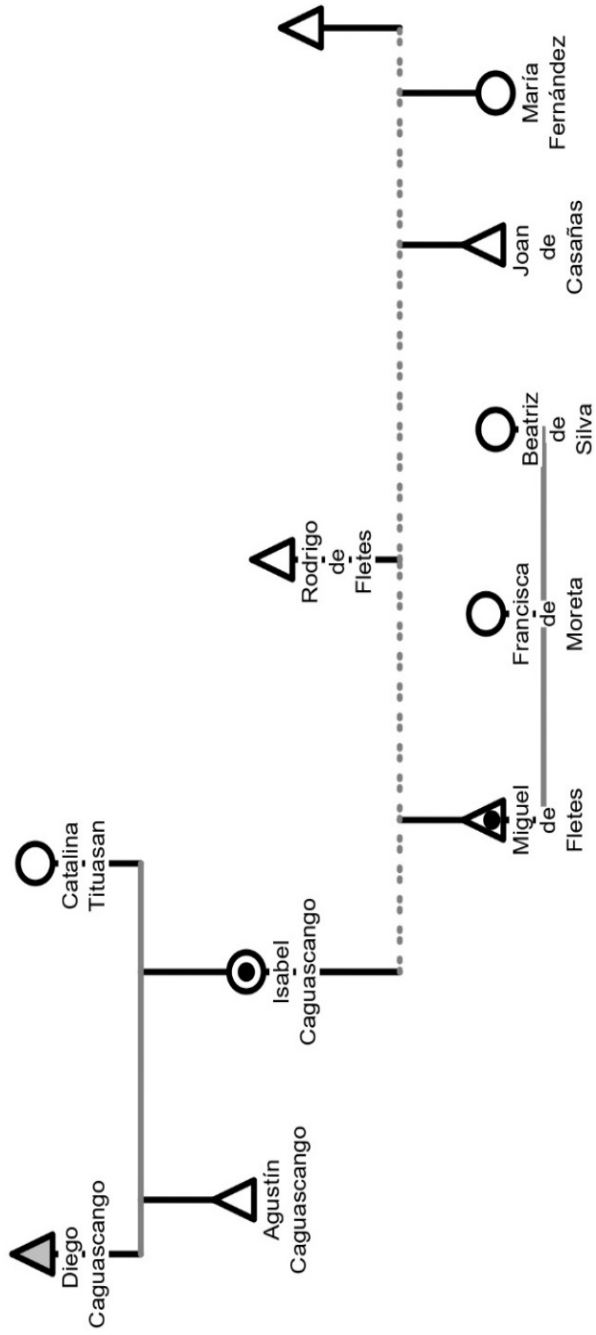 Diego
Caguascango
Catalina
Tituasan
Agustín
Caguascango
Isabel
Caguascango
Rodrigo
de
Fletes
Miguel
de
Fletes
Francisca
de
Moreta
Beatriz
de
Silva
Joan
de
Casañas
María
Fernández